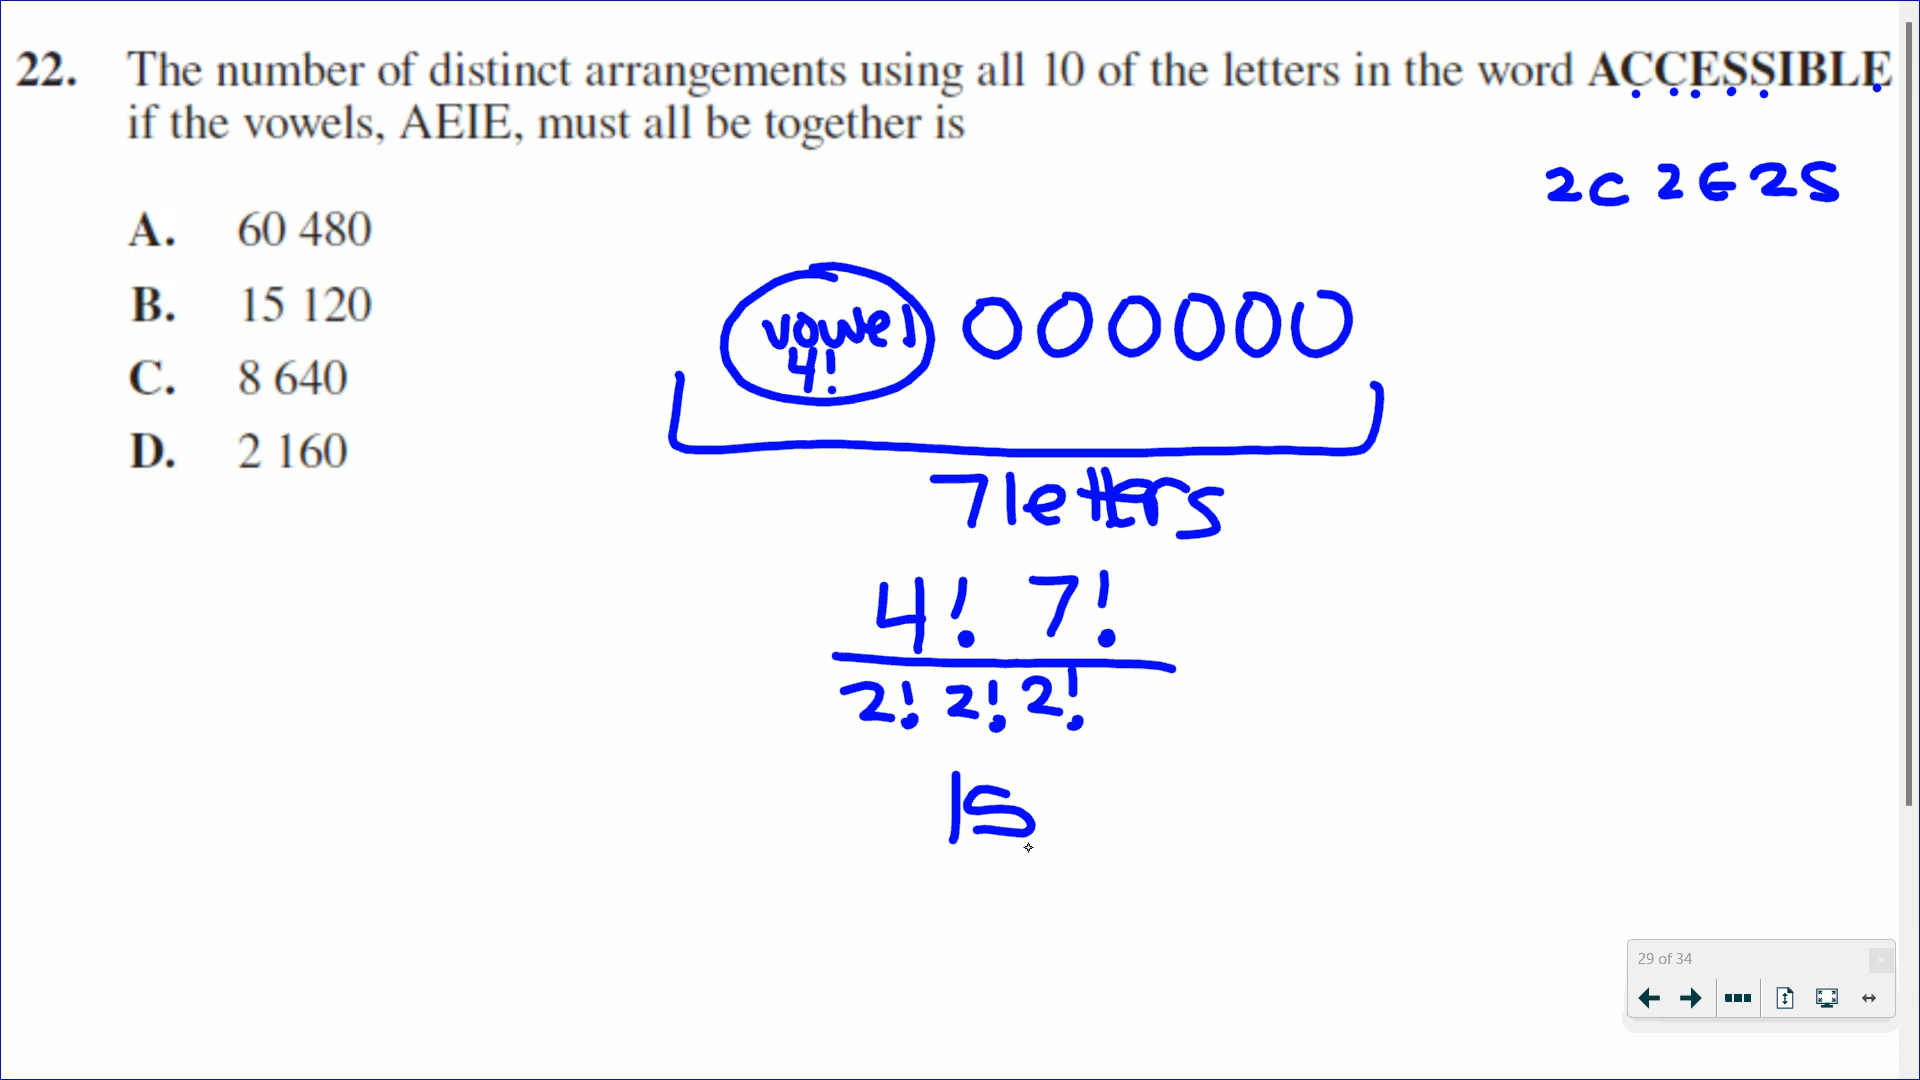 22. The number of distinct arrangements using all 10 of the letters in the word ACCESSIBLE
if the vowels, AEIE, must all be together is
2C 2E 2S
A. 60 480
B. 15 120
C. 8 640
D. 2 160
vowel
4!
7 letters
4! 7!
2! 2! 2!
15
29 of 34